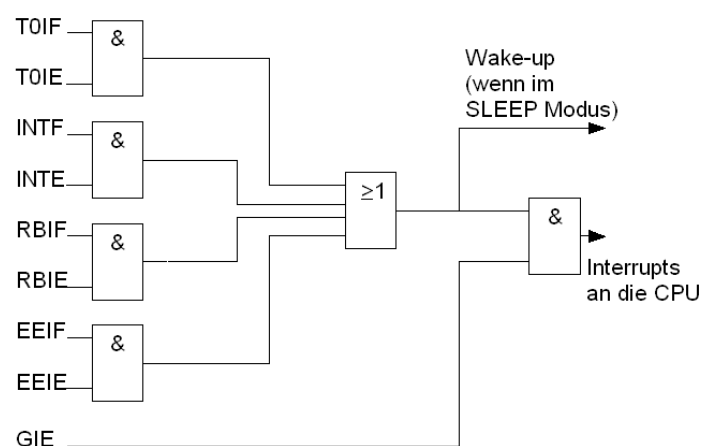 T0IF
&
T0IE
INTF
&
INTE
RBIF
&
RBIE
EEIF
&
EEIE
GIE
≥1
Wake-up
(wenn im
SLEEP Modus)
&
Interrupts
an die CPU